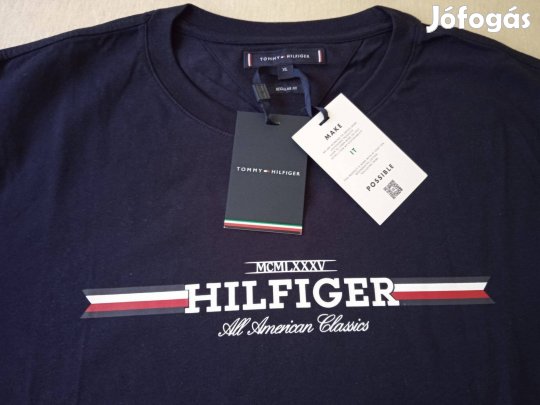 Jófogás
TOMMY HILFIGER
XL
REGULAR FIT
TOMMY HILFIGER
MAKE
IT
POSSIBLE
MCMLXXXV
HILFIGER
All American Classics